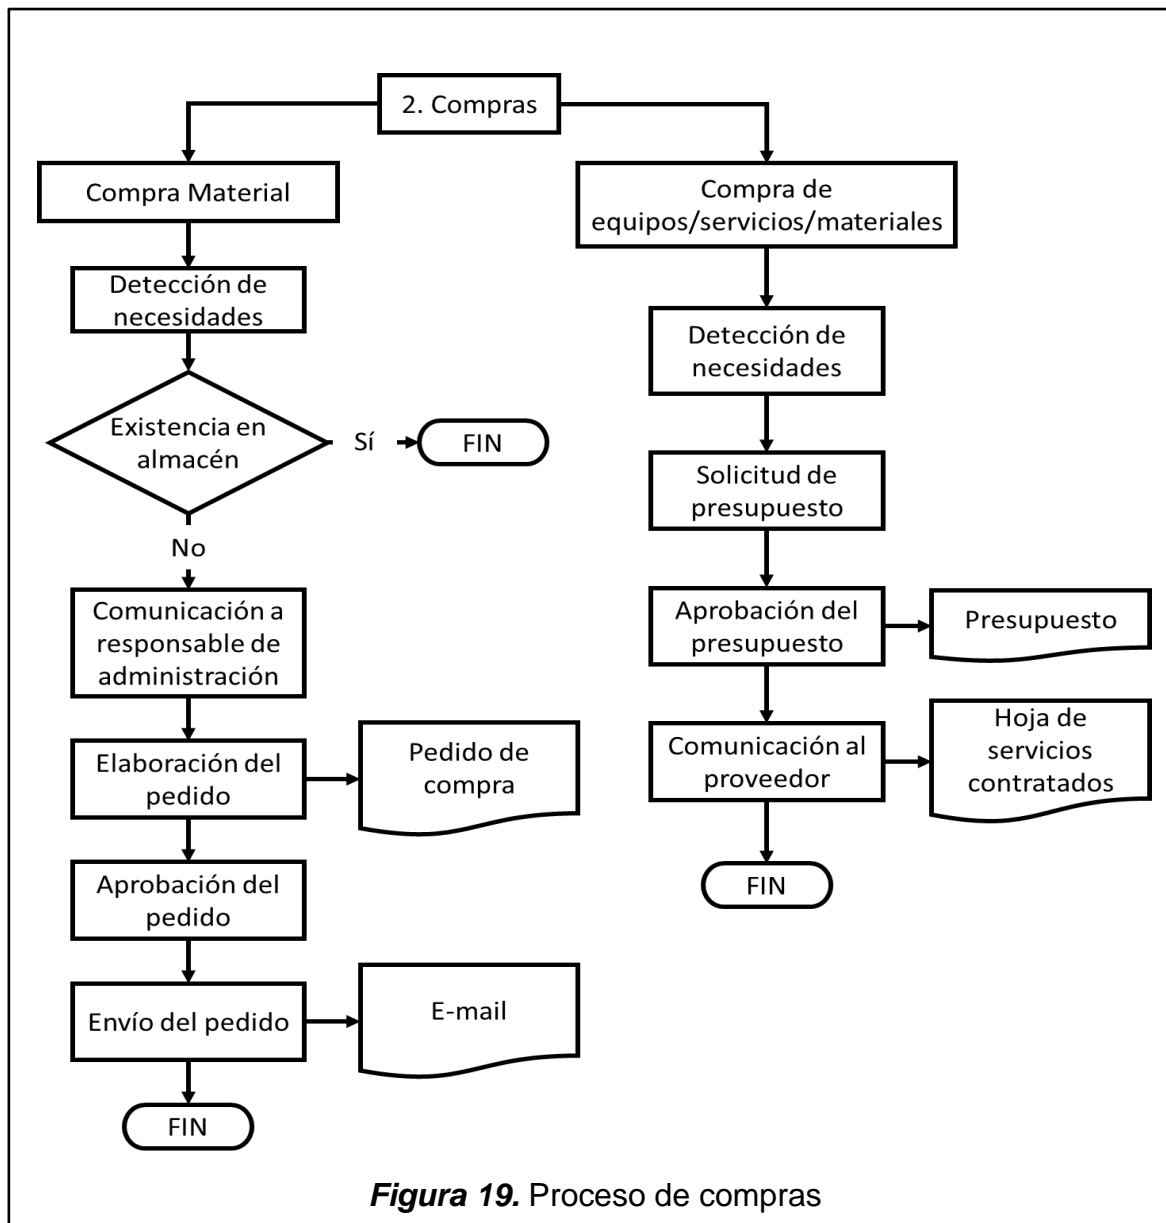 2. Compras
Compra Material
Detección de
necesidades
Existencia en
almacén
Sí
FIN
No
Comunicación a
responsable de
administración
Elaboración del
pedido
Pedido de
compra
Aprobación del
pedido
Envío del pedido
E-mail
FIN
Compra de
equipos/servicios/materiales
Detección de
necesidades
Solicitud de
presupuesto
Aprobación del
presupuesto
Presupuesto
Comunicación al
proveedor
Hoja de
servicios
contratados
FIN
Figura 19. Proceso de compras